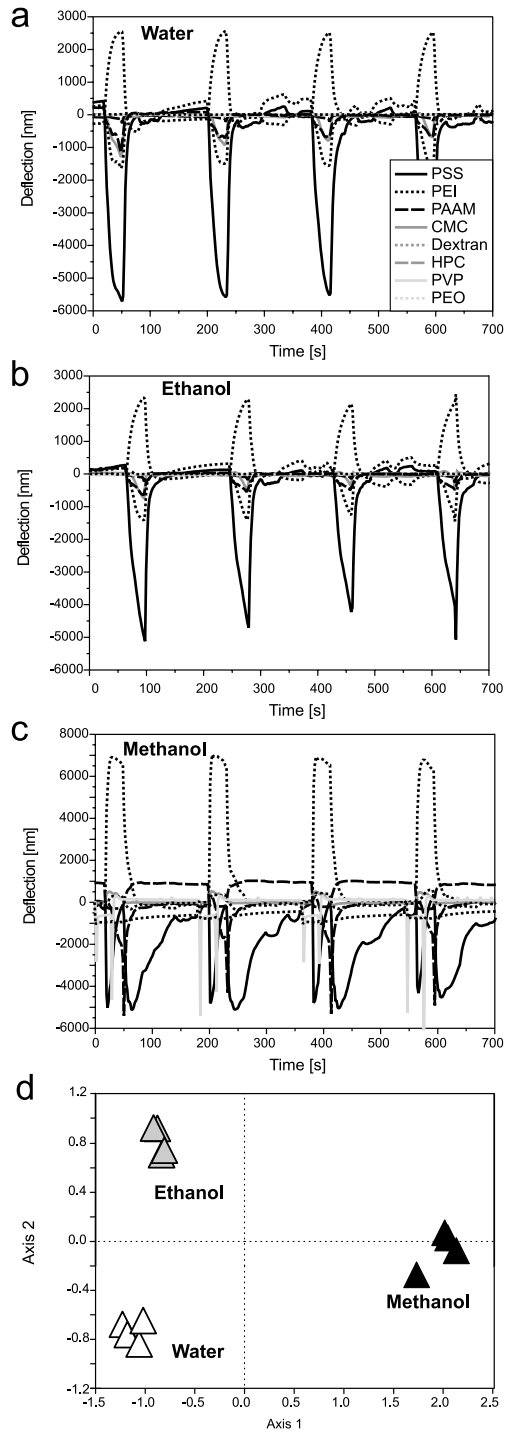 a
3000
2000
1000
0
-1000
-2000
-3000
-4000
-5000
-6000
Deflection [nm]
Water
PSS
PEI
PAAM
CMC
Dextran
HPC
PVP
PEO
0 100 200 300 400 500 600 700
Time [s]
b
3000
2000
1000
0
-1000
-2000
-3000
-4000
-5000
-6000
Deflection [nm]
Ethanol
0 100 200 300 400 500 600 700
Time [s]
c
8000
6000
4000
2000
0
-2000
-4000
-6000
Deflection [nm]
Methanol
0 100 200 300 400 500 600 700
Time [s]
d
1.2
0.8
0.4
0.0
-0.4
-0.8
-1.2
Axis 2
Ethanol
Methanol
Water
-1.5 -1.0 -0.5 0.0 0.5 1.0 1.5 2.0 2.5
Axis 1